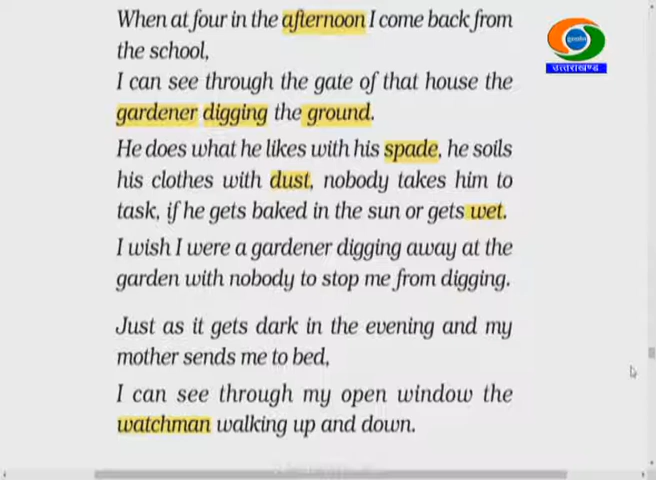 When at four in the afternoon I come back from
the school,
I can see through the gate of that house the
gardener digging the ground.
He does what he likes with his spade, he soils
his clothes with dust, nobody takes him to
task, if he gets baked in the sun or gets wet.
I wish I were a gardener digging away at the
garden with nobody to stop me from digging.
Just as it gets dark in the evening and my
mother sends me to bed,
I can see through my open window the
watchman walking up and down.
उत्तराखण्ड